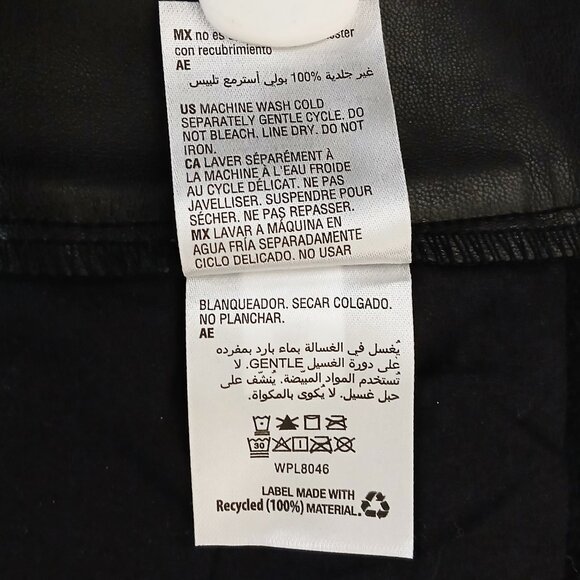 MX no es
con recubrimiento
AE
غير جلدية 100% بولي أسترمع تلبيس
US MACHINE WASH COLD
SEPARATELY GENTLE CYCLE. DO
NOT BLEACH. LINE DRY. DO NOT
IRON.
CA LAVER SÉPARÉMENT À
LA MACHINE À L'EAU FROIDE
AU CYCLE DÉLICAT. NE PAS
JAVELLISER. SUSPENDRE POUR
SÉCHER. NE PAS REPASSER.
MX LAVAR A MÁQUINA EN
AGUA FRÍA SEPARADAMENTE
CICLO DELICADO. NO USAR
BLANQUEADOR. SECAR COLGADO.
NO PLANCHAR.
AE
يُغسل في الغسالة بماء بارد بمفرده
على دورة الغسيل GENTLE. لا
تُستخدم المواد المبيّضة. يُنشّف على
حبل غسيل. لا يُكوى بالمكواة.
30
WPL8046
LABEL MADE WITH
Recycled (100%) MATERIAL.